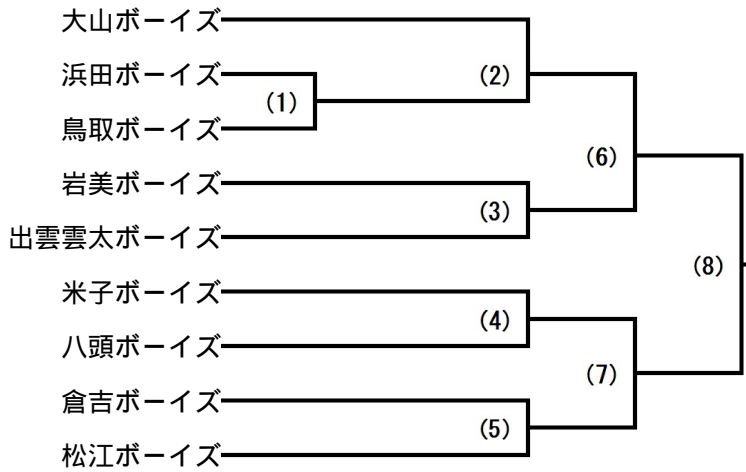 大山ボーイズ
浜田ボーイズ
鳥取ボーイズ
岩美ボーイズ
出雲雲太ボーイズ
米子ボーイズ
八頭ボーイズ
倉吉ボーイズ
松江ボーイズ
(1)
(2)
(3)
(4)
(5)
(6)
(7)
(8)